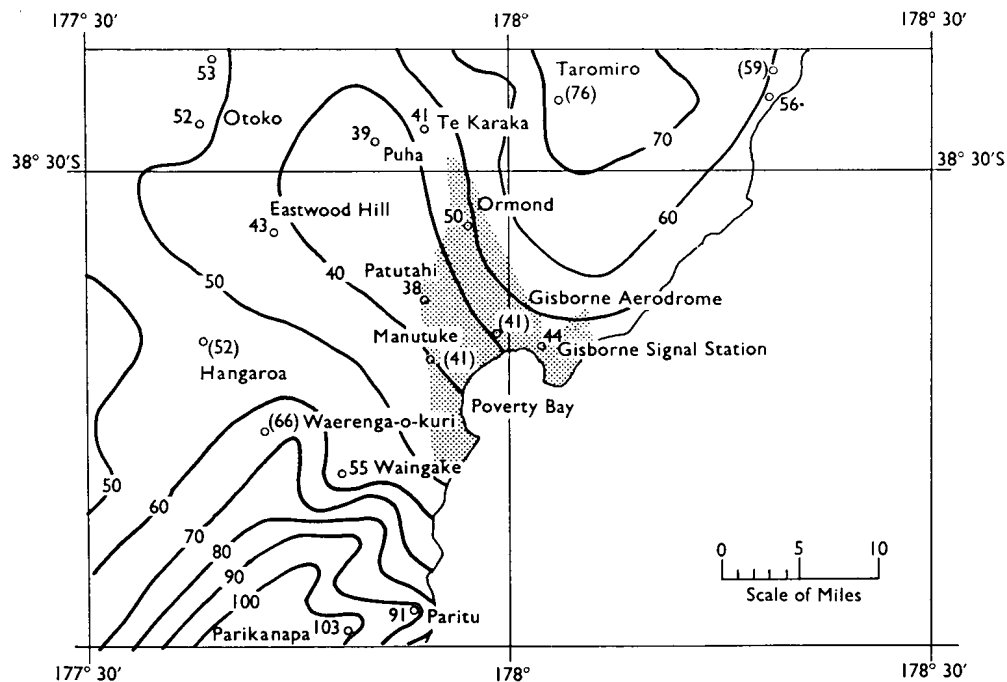 177° 30′ 178° 178° 30′
53
Taromiro
(76)
(59)
56
52 Otoko
41
Te Karaka
39
Puha
70
38° 30′S 38° 30′S
Eastwood Hill
43
Ormond
50
60
50
40
Patutahi
38
Gisborne Aerodrome
(41)
44
Gisborne Signal Station
Manutuke
(41)
(52)
Hangaroa
Poverty Bay
(66) Waerenga-o-kuri
55 Waingake
50
60
70
80
90
100
0 5 10
Scale of Miles
91 Paritu
Parikanapa 103
177° 30′ 178° 178° 30′